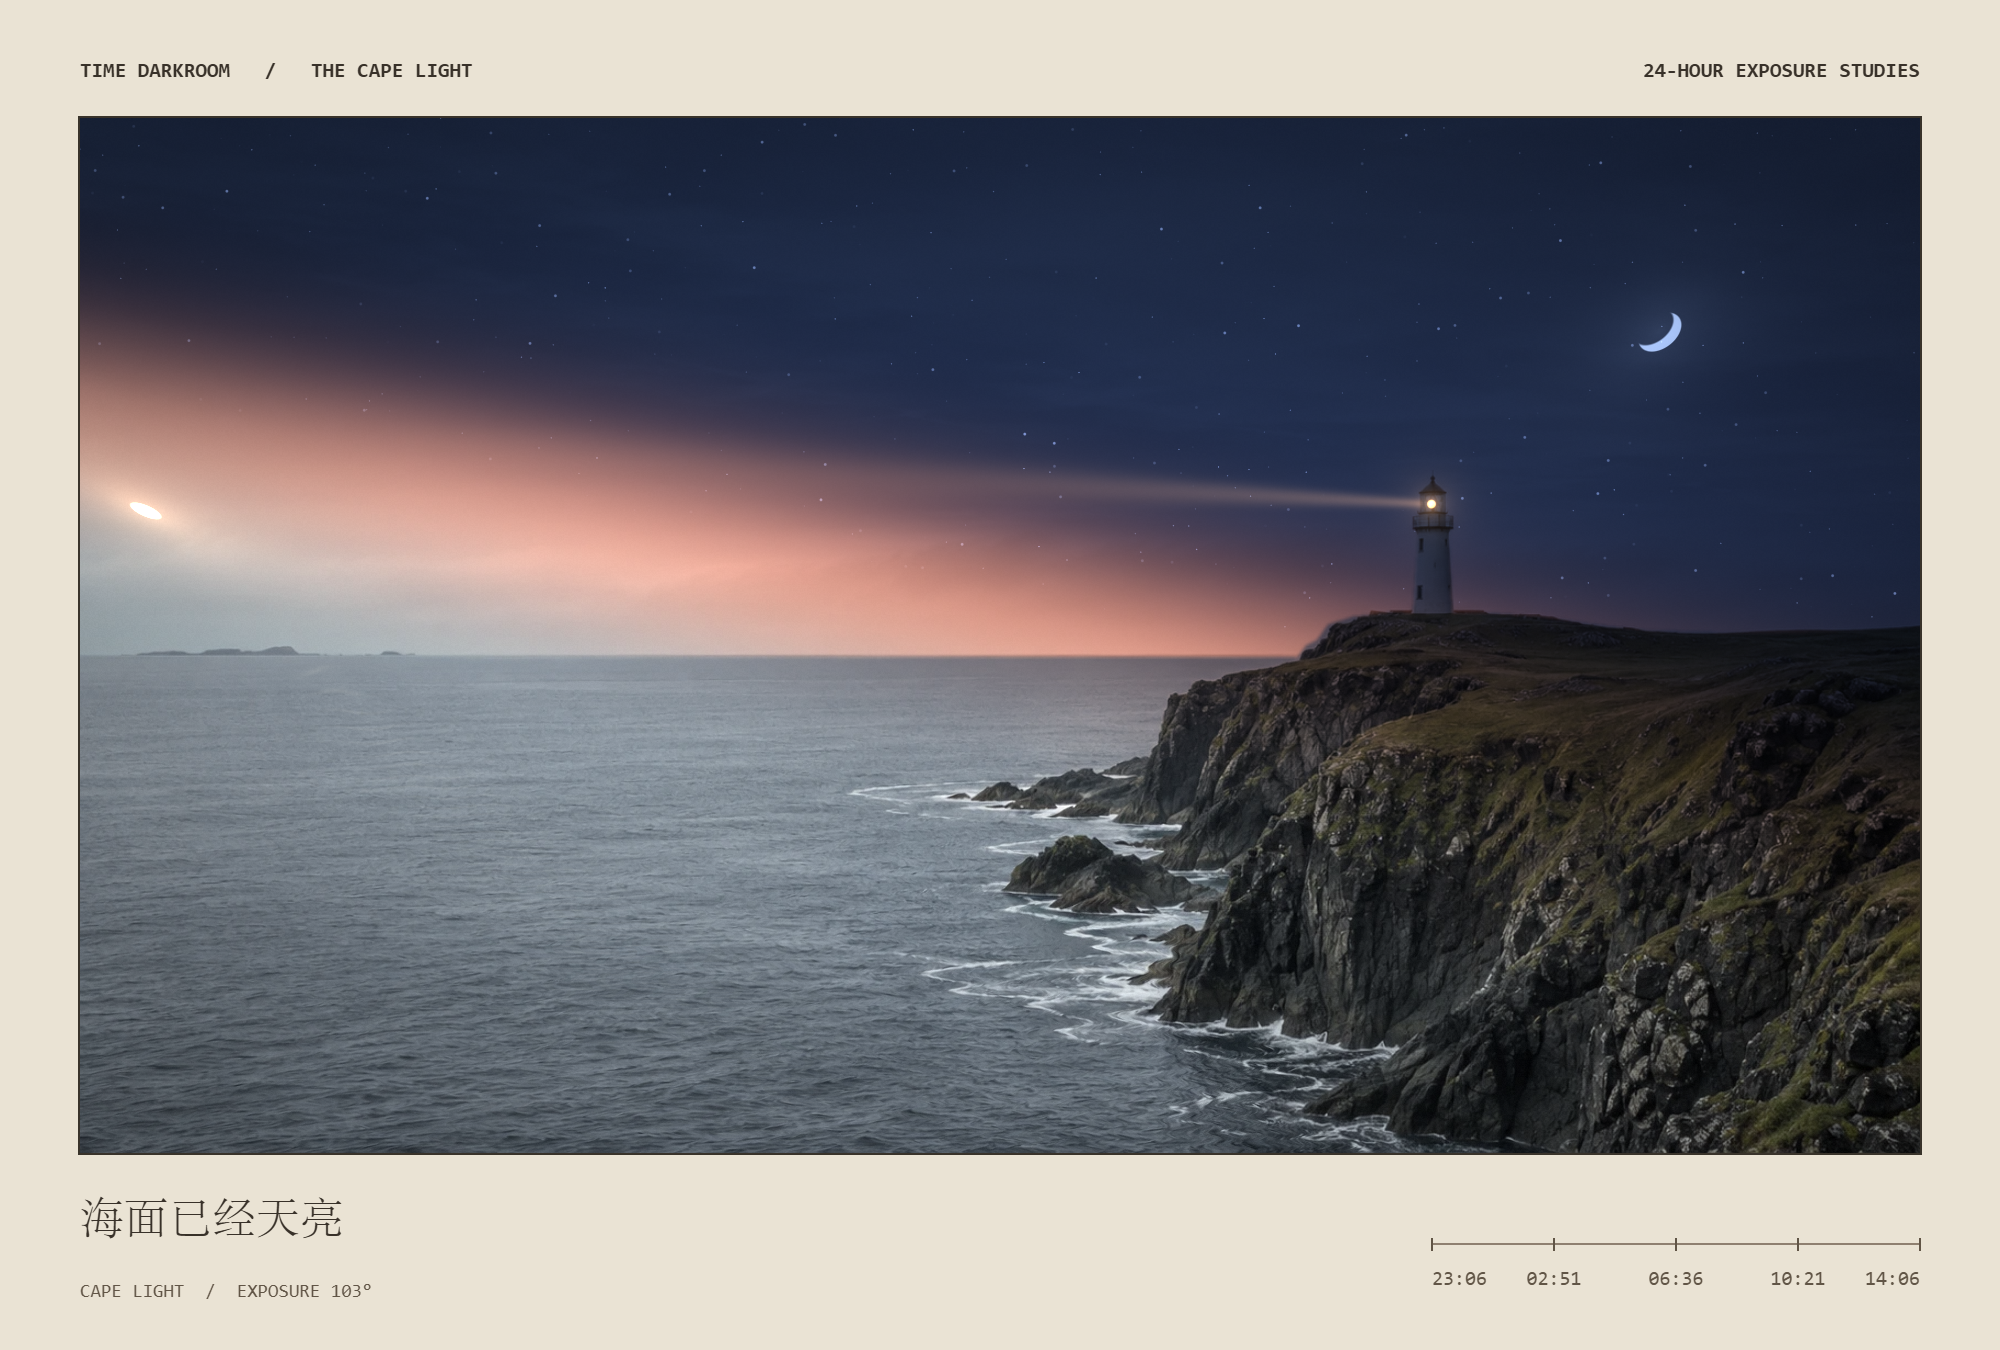 TIME DARKROOM / THE CAPE LIGHT
24-HOUR EXPOSURE STUDIES
海面已经天亮
CAPE LIGHT / EXPOSURE 103°
23:06 02:51 06:36 10:21 14:06